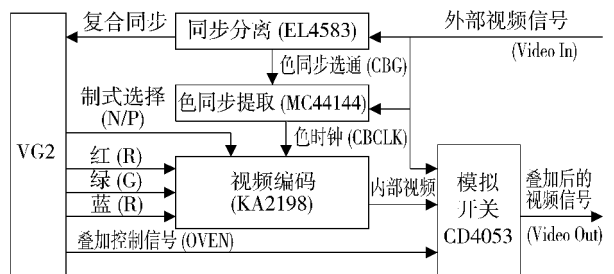 复合同步
同步分离 (EL4583)
外部视频信号
(Video In)
色同步选通 (CBG)
制式选择
(N/P)
色同步提取 (MC44144)
色时钟 (CBCLK)
VG2
红 (R)
绿 (G)
蓝 (R)
视频编码
(KA2198)
内部视频
模拟
开关
CD4053
叠加后的
视频信号
(Video Out)
叠加控制信号 (OVEN)